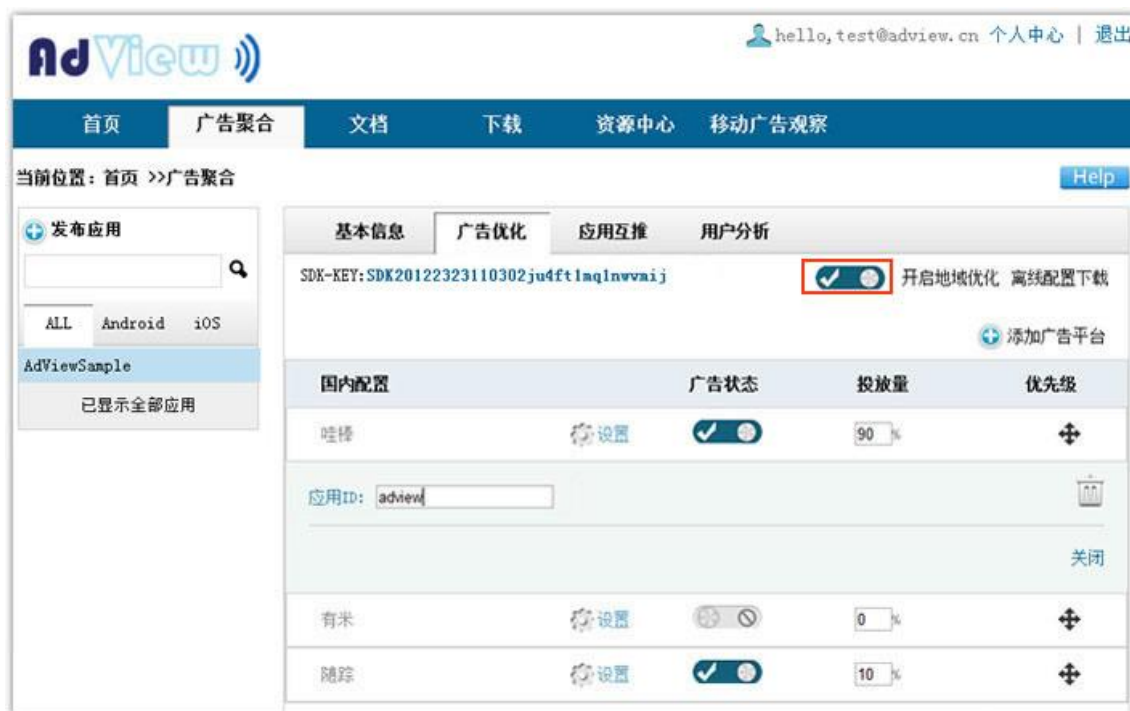 AdView
hello,test@adview.cn 个人中心 | 退出
首页 广告聚合 文档 下载 资源中心 移动广告观察
当前位置：首页 >>广告聚合 Help
发布应用
ALL Android iOS
AdViewSample
已显示全部应用
基本信息 广告优化 应用互推 用户分析
SDK-KEY:SDK20122323110302ju4ft1mq1nwvmij 开启地域优化 离线配置下载
添加广告平台
国内配置 广告状态 投放量 优先级
哇棒 设置 90 %
应用ID: adview
关闭
有米 设置 0 %
随踪 设置 10 %